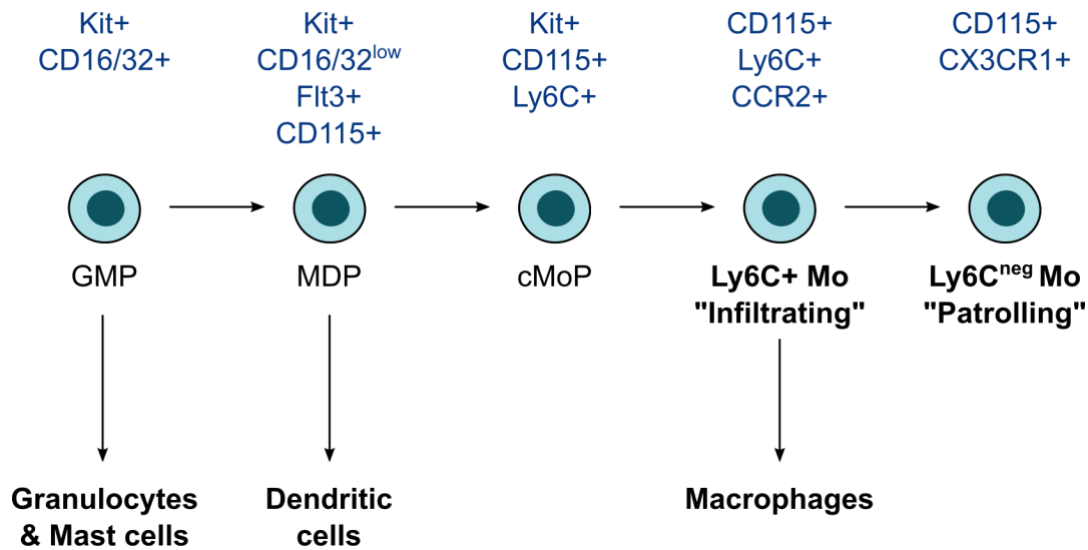 Kit+
CD16/32+
Kit+
CD16/32low
Flt3+
CD115+
Kit+
CD115+
Ly6C+
CD115+
Ly6C+
CCR2+
CD115+
CX3CR1+
GMP
MDP
cMoP
Ly6C+ Mo
"Infiltrating"
Ly6Cneg Mo
"Patrolling"
Granulocytes
& Mast cells
Dendritic
cells
Macrophages